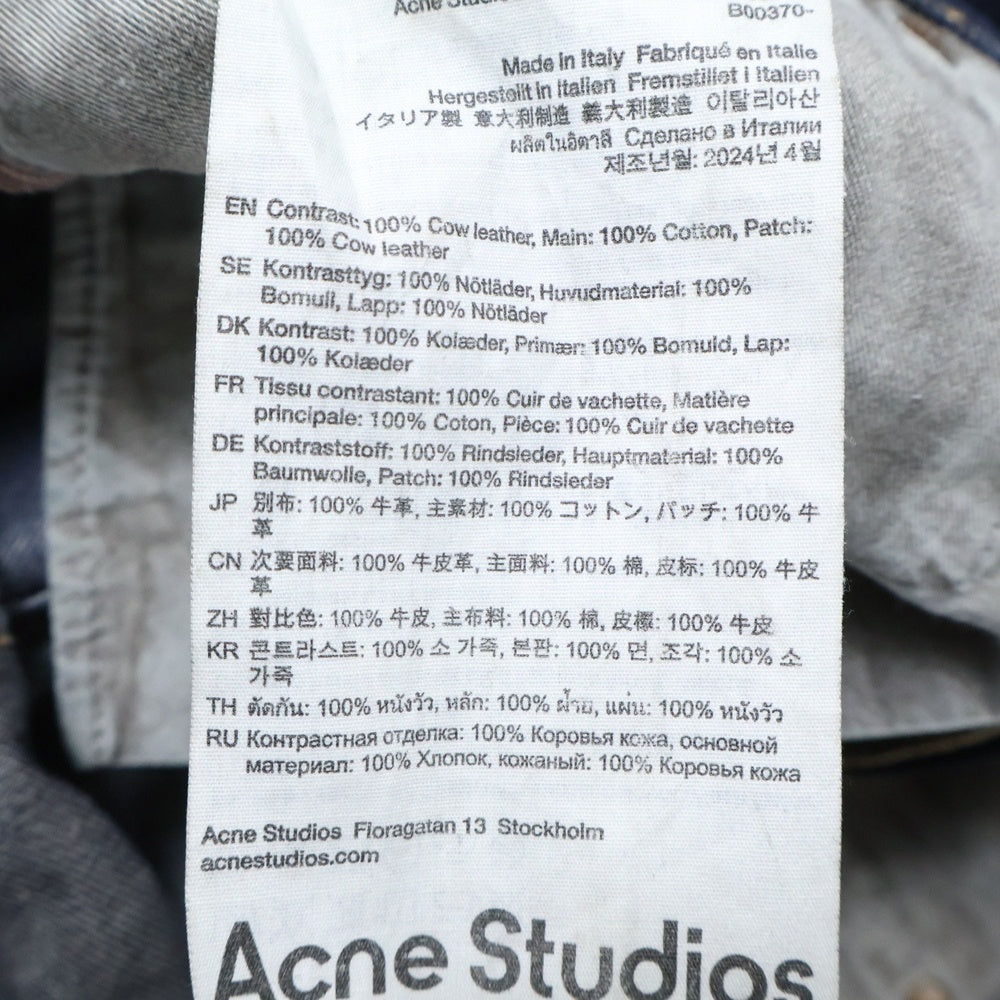 Acne Studios
B00370-
Made in Italy Fabriqué en Italie
Hergestellt in Italien Fremstillet i Italien
イタリア製 意大利制造 義大利製造 이탈리아산
ผลิตในอิตาลี Сделано в Италии
제조년월: 2024년 4월
EN Contrast: 100% Cow leather, Main: 100% Cotton, Patch:
100% Cow leather
SE Kontrasttyg: 100% Nötläder, Huvudmaterial: 100%
Bomull, Lapp: 100% Nötläder
DK Kontrast: 100% Kolæder, Primær: 100% Bomuld, Lap:
100% Kolæder
FR Tissu contrastant: 100% Cuir de vachette, Matière
principale: 100% Coton, Pièce: 100% Cuir de vachette
DE Kontraststoff: 100% Rindsleder, Hauptmaterial: 100%
Baumwolle, Patch: 100% Rindsleder
JP 別布: 100% 牛革, 主素材: 100% コットン, パッチ: 100% 牛
革
CN 次要面料: 100% 牛皮革, 主面料: 100% 棉, 皮标: 100% 牛皮
革
ZH 對比色: 100% 牛皮, 主布料: 100% 棉, 皮標: 100% 牛皮
KR 콘트라스트: 100% 소 가죽, 본판: 100% 면, 조각: 100% 소
가죽
TH ตัดกัน: 100% หนังวัว, หลัก: 100% ฝ้าย, แผ่น: 100% หนังวัว
RU Контрастная отделка: 100% Коровья кожа, основной
материал: 100% Хлопок, кожаный: 100% Коровья кожа
Acne Studios Floragatan 13 Stockholm
acnestudios.com
Acne Studios